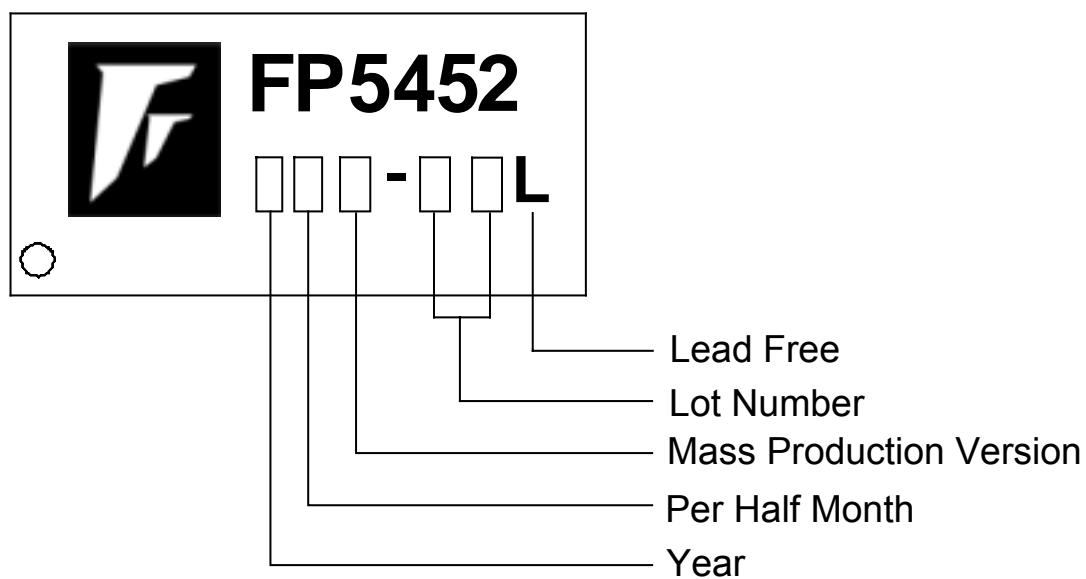 FP5452
- L
Lead Free
Lot Number
Mass Production Version
Per Half Month
Year